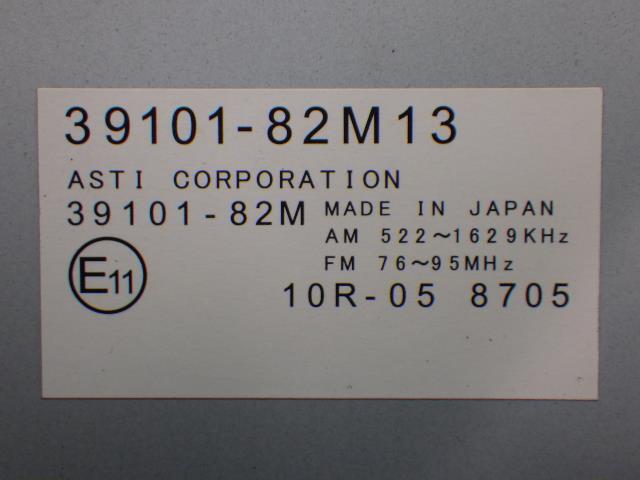 39101-82M13
ASTI CORPORATION
39101-82M
MADE IN JAPAN
AM 522～1629KHz
FM 76～95MHz
E11
10R-05 8705